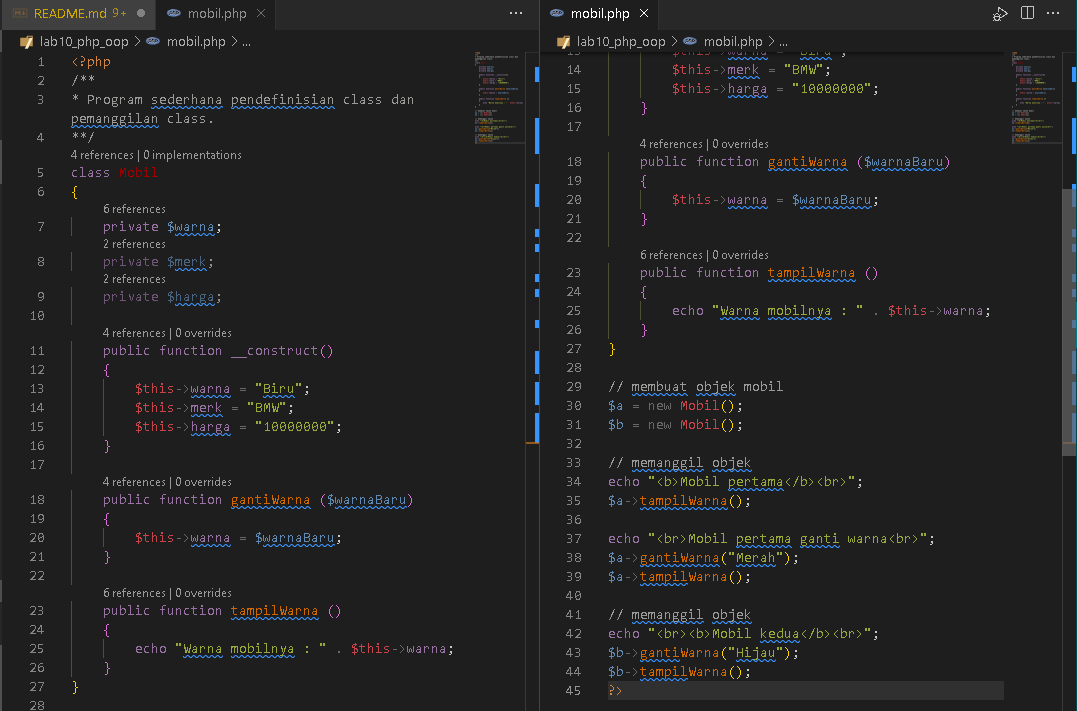 README.md 9+
mobil.php
lab10_php_oop > mobil.php > ...
1 <?php
2 /**
3 * Program sederhana pendefinisian class dan
pemanggilan class.
4 **/
4 references | 0 implementations
5 class Mobil
6 {
6 references
7 private $warna;
2 references
8 private $merk;
2 references
9 private $harga;
10
4 references | 0 overrides
11 public function __construct()
12 {
13 $this->warna = "Biru";
14 $this->merk = "BMW";
15 $this->harga = "10000000";
16 }
17
4 references | 0 overrides
18 public function gantiWarna ($warnaBaru)
19 {
20 $this->warna = $warnaBaru;
21 }
22
6 references | 0 overrides
23 public function tampilWarna ()
24 {
25 echo "Warna mobilnya : " . $this->warna;
26 }
27 }
28
mobil.php
lab10_php_oop > mobil.php > ...
13 $this->warna = "Biru";
14 $this->merk = "BMW";
15 $this->harga = "10000000";
16 }
17
4 references | 0 overrides
18 public function gantiWarna ($warnaBaru)
19 {
20 $this->warna = $warnaBaru;
21 }
22
6 references | 0 overrides
23 public function tampilWarna ()
24 {
25 echo "Warna mobilnya : " . $this->warna;
26 }
27 }
28
29 // membuat objek mobil
30 $a = new Mobil();
31 $b = new Mobil();
32
33 // memanggil objek
34 echo "<b>Mobil pertama</b><br>";
35 $a->tampilWarna();
36
37 echo "<br>Mobil pertama ganti warna<br>";
38 $a->gantiWarna("Merah");
39 $a->tampilWarna();
40
41 // memanggil objek
42 echo "<br><b>Mobil kedua</b><br>";
43 $b->gantiWarna("Hijau");
44 $b->tampilWarna();
45 ?>